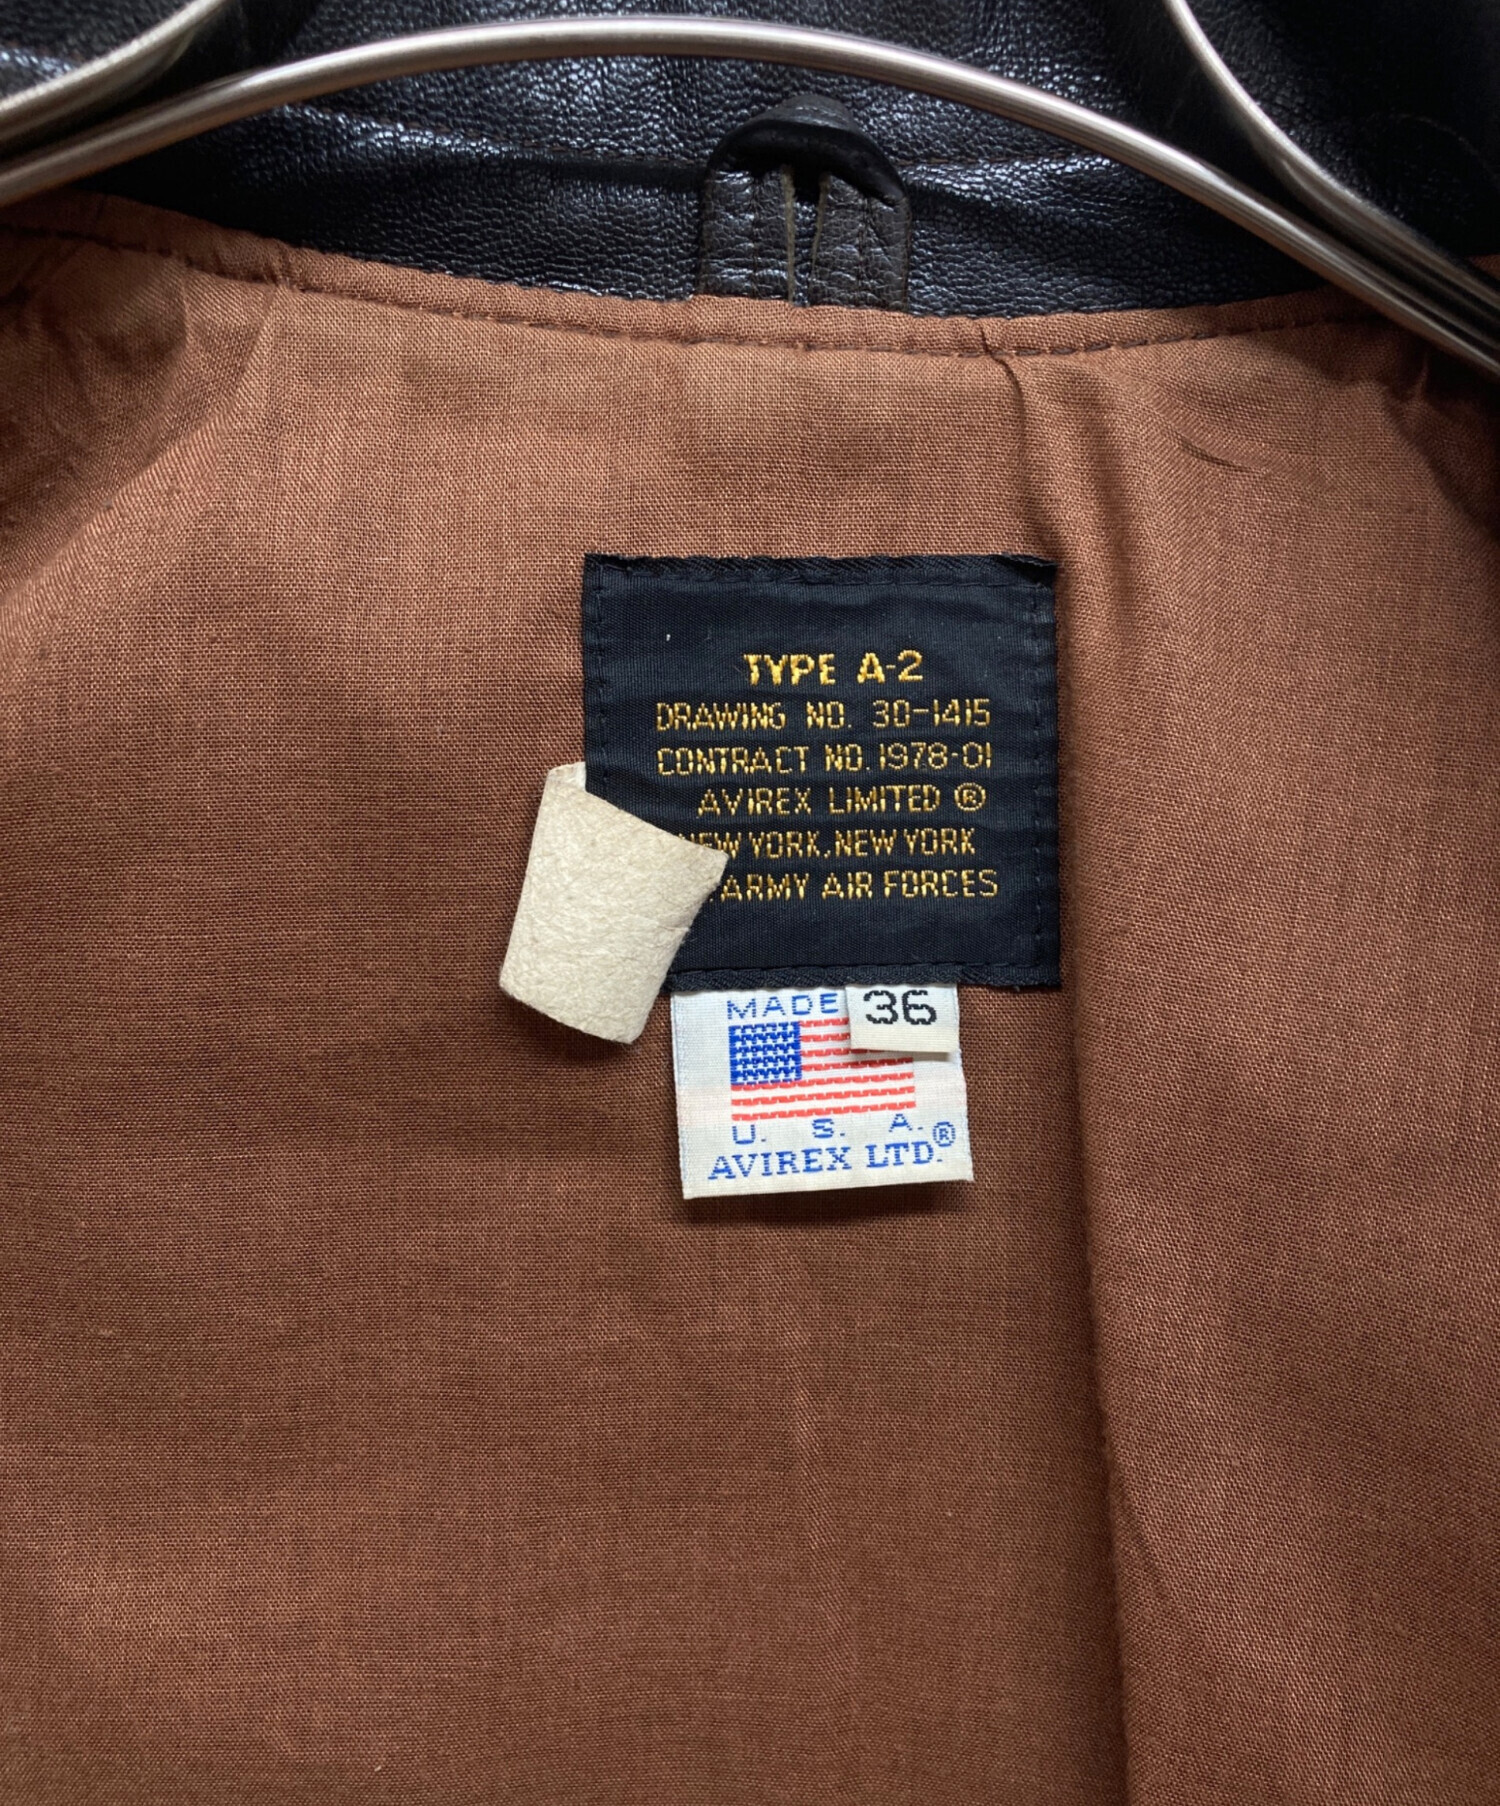 TYPE A-2
DRAWING NO. 30-1415
CONTRACT NO. 1978-01
AVIREX LIMITED ®
YORK, NEW YORK
ARMY AIR FORCES
MADE
36
U. S. A.
AVIREX LTD.®